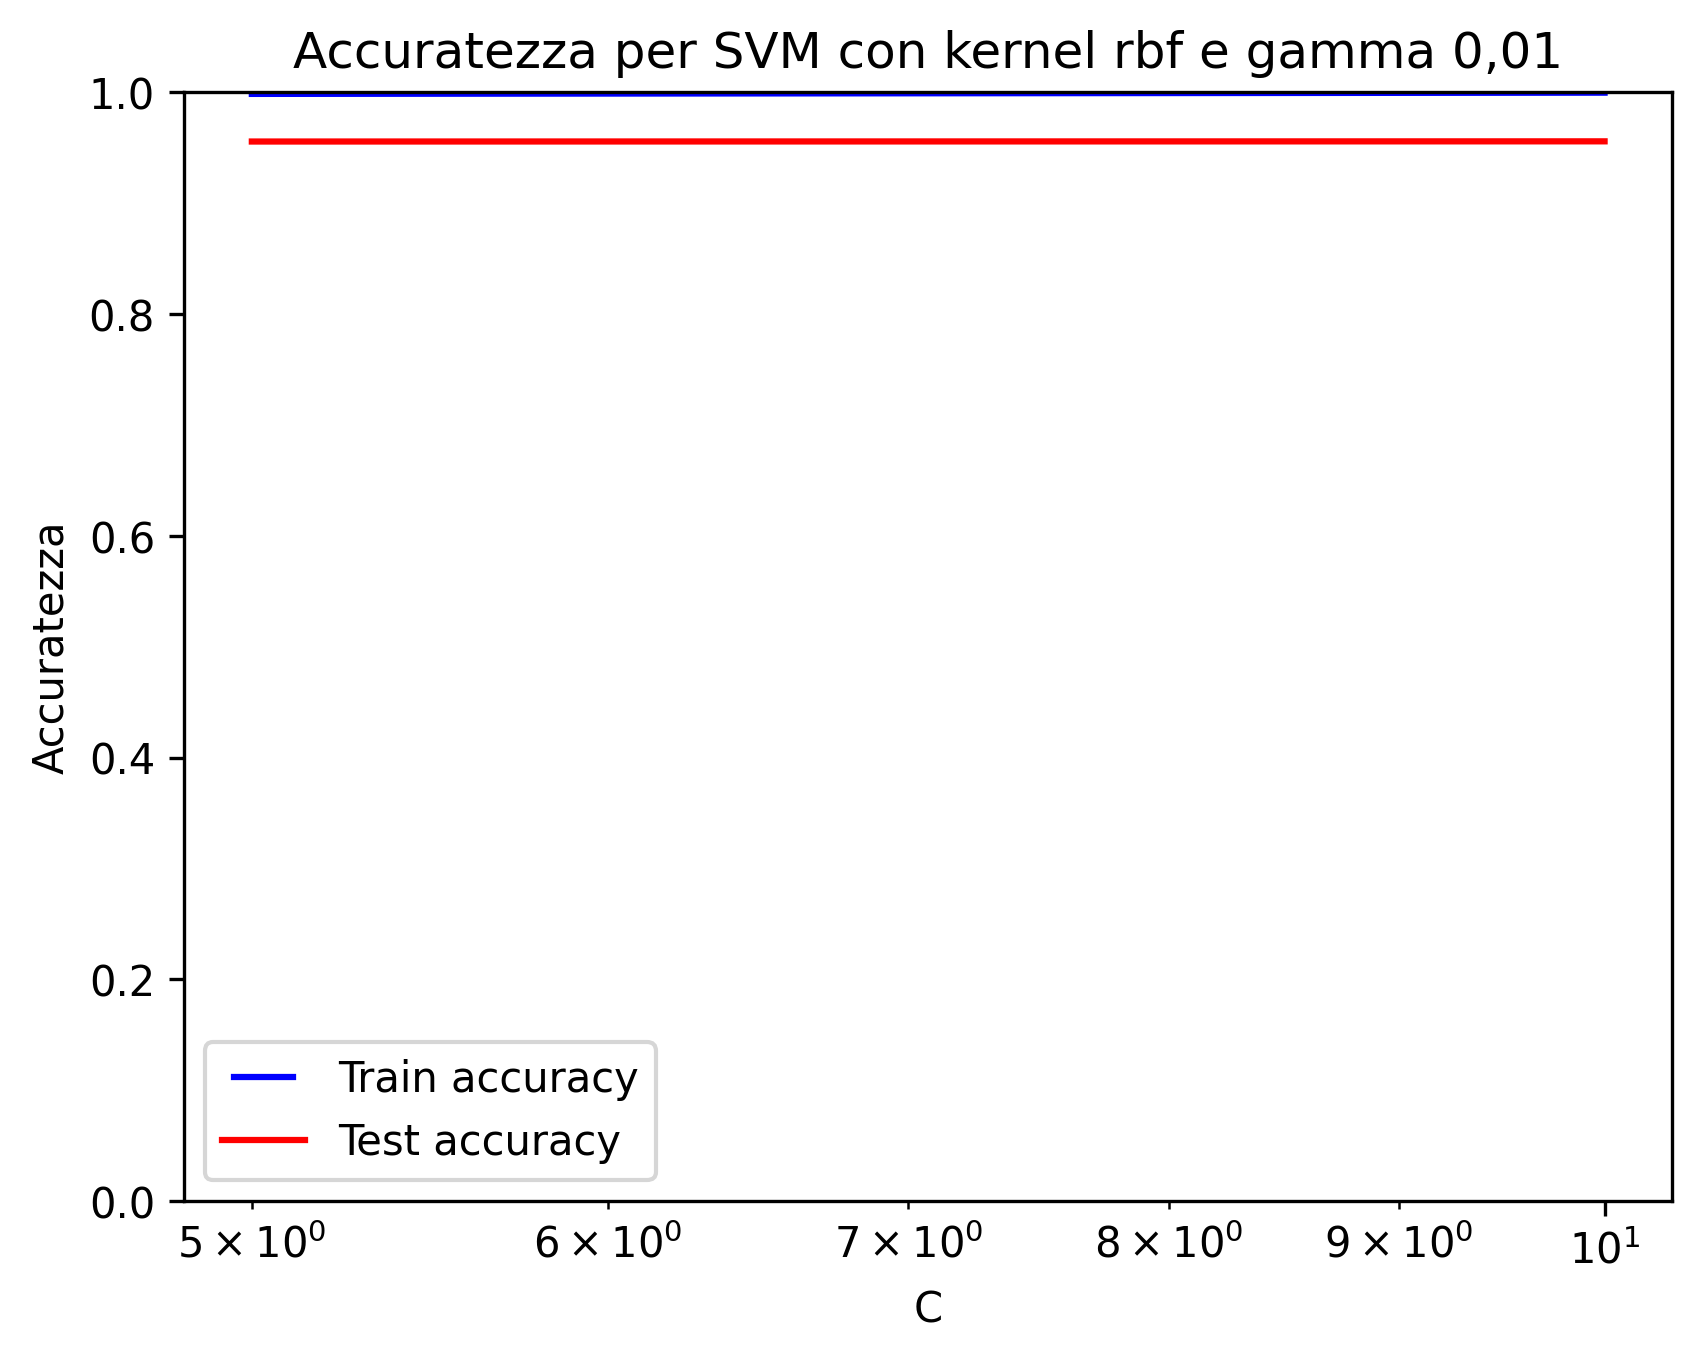 Accuratezza per SVM con kernel rbf e gamma 0,01
1.0
0.8
0.6
0.4
0.2
0.0
Accuratezza
Train accuracy
Test accuracy
5 × 10⁰ 6 × 10⁰ 7 × 10⁰ 8 × 10⁰ 9 × 10⁰ 10¹
C